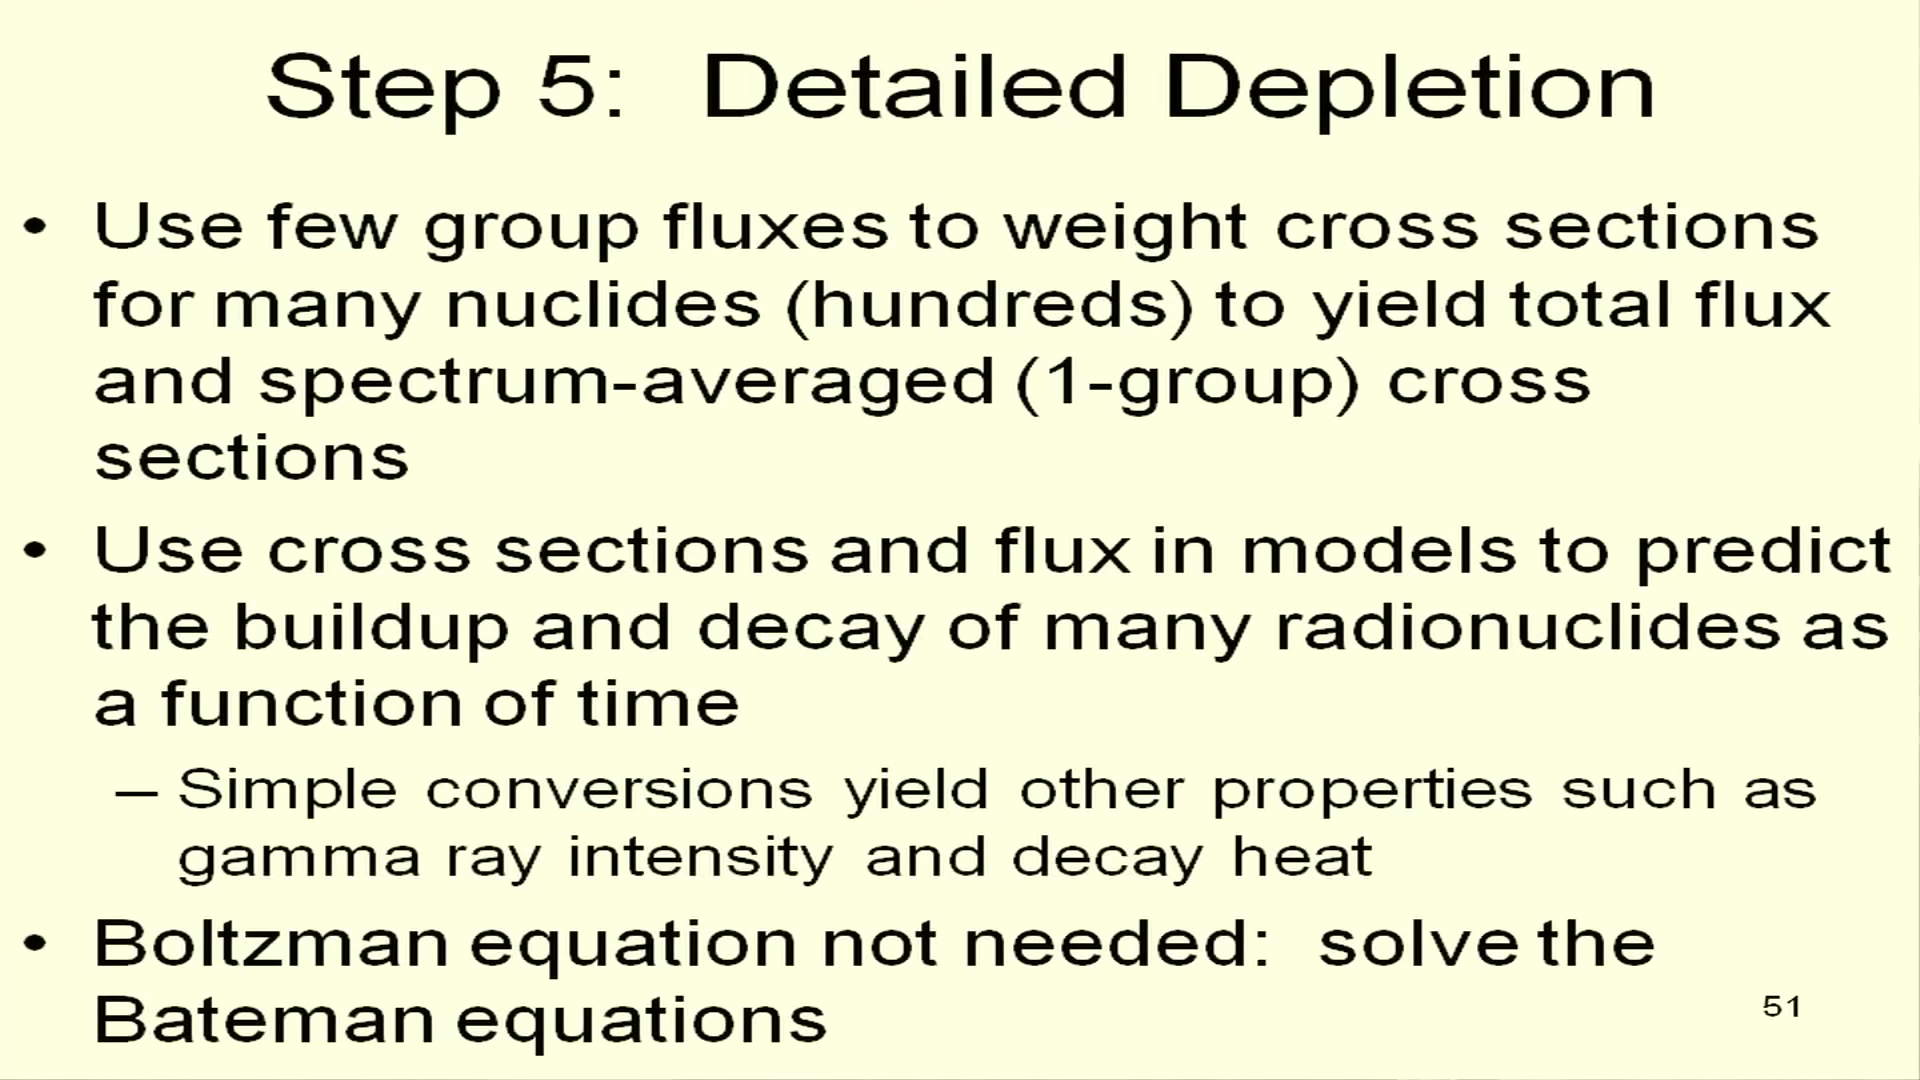 Step 5: Detailed Depletion
• Use few group fluxes to weight cross sections
for many nuclides (hundreds) to yield total flux
and spectrum-averaged (1-group) cross
sections
• Use cross sections and flux in models to predict
the buildup and decay of many radionuclides as
a function of time
– Simple conversions yield other properties such as
gamma ray intensity and decay heat
• Boltzman equation not needed: solve the
Bateman equations
51